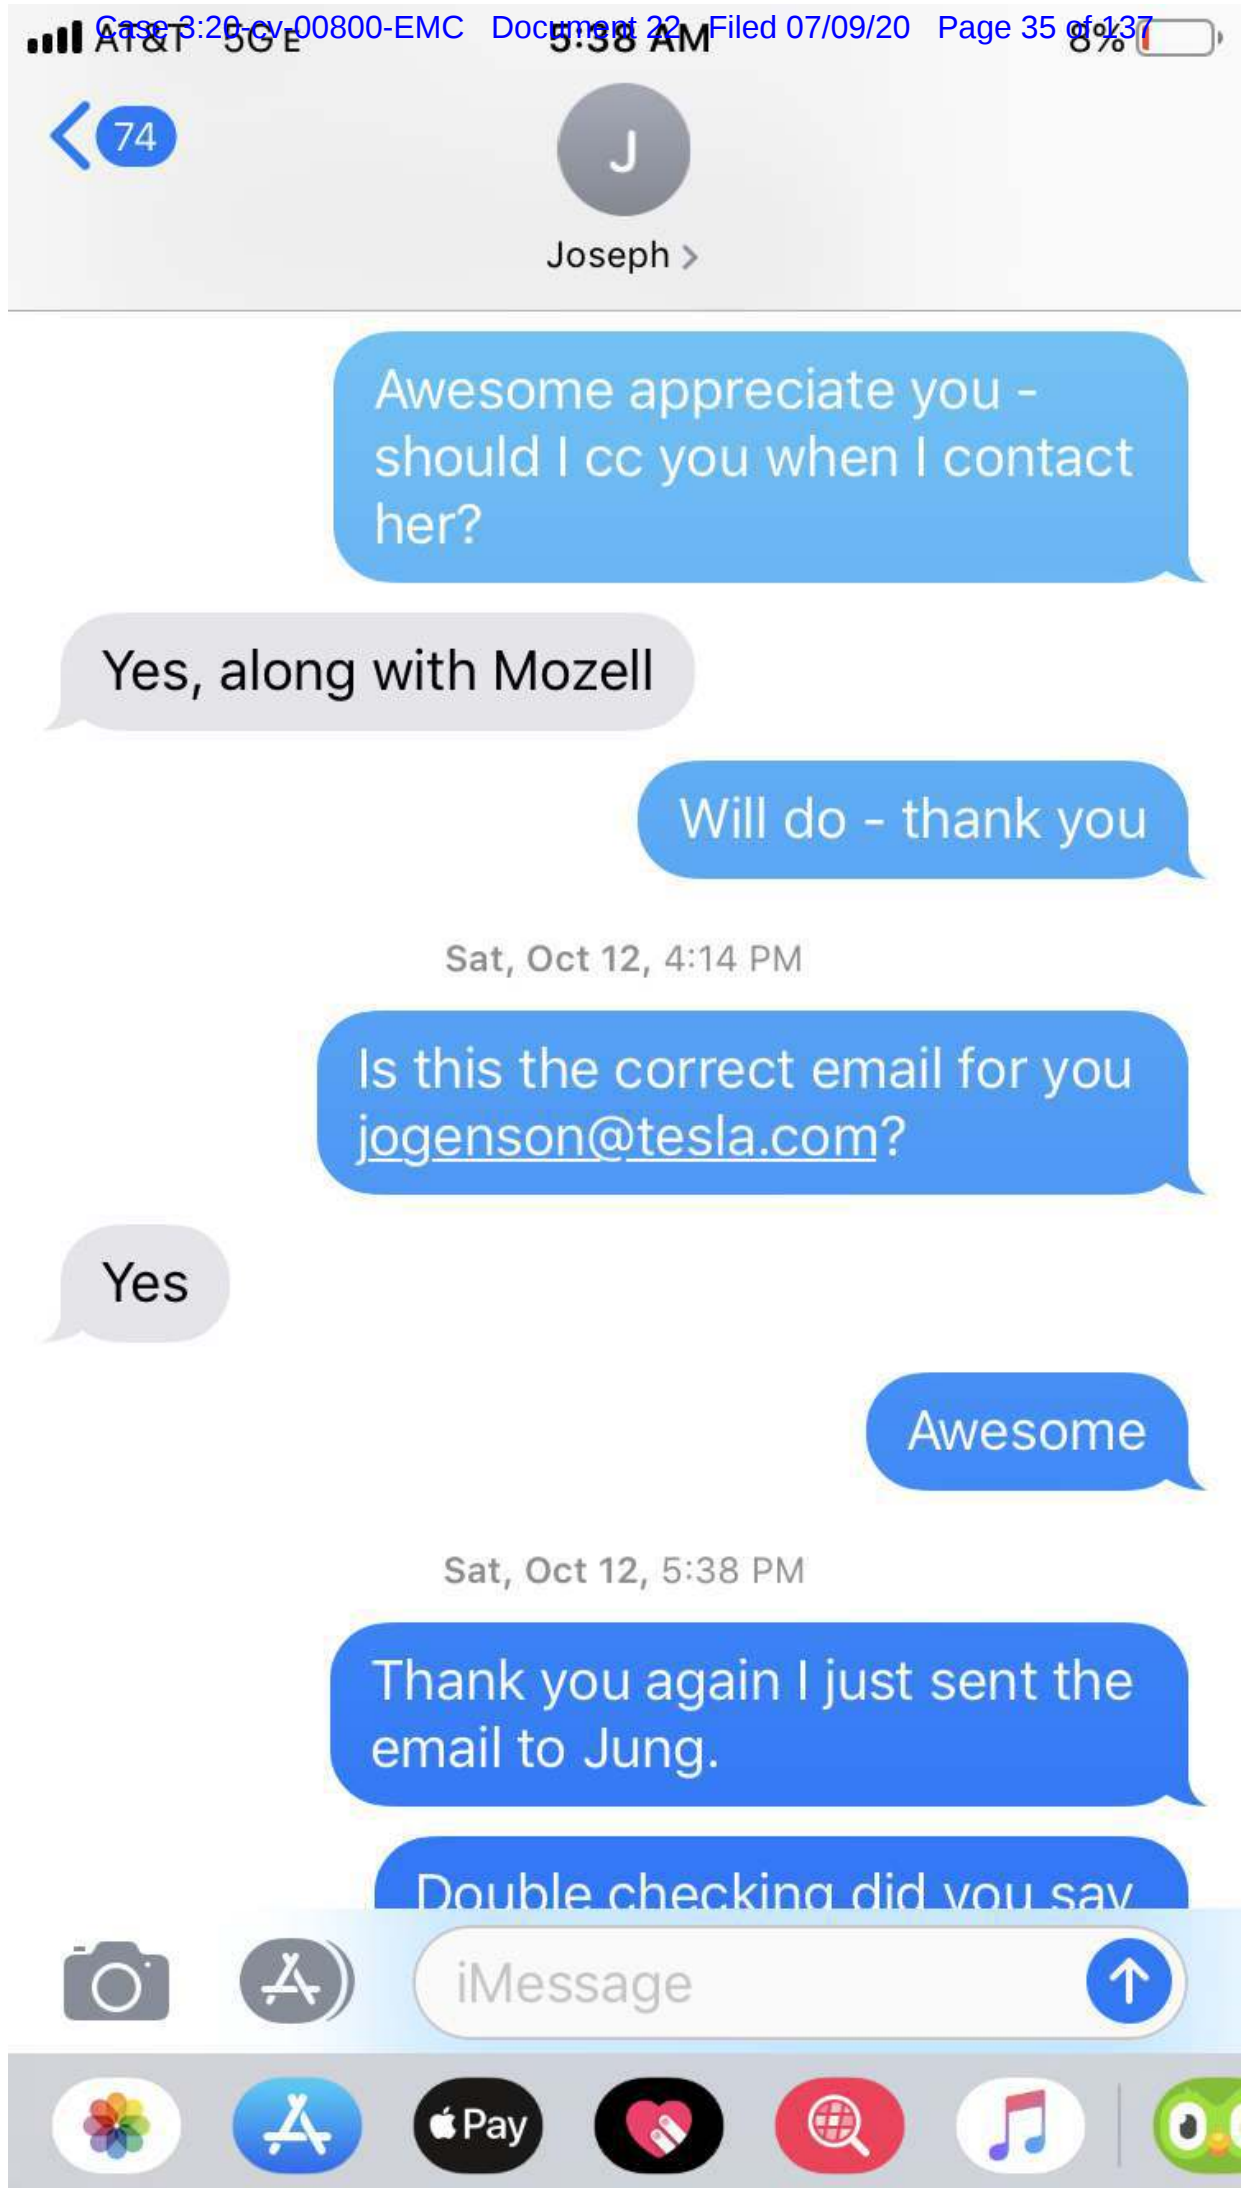 Case 3:20-cv-00800-EMC Document 22 Filed 07/09/20 Page 35 of 137
AT&T 5G E 5:38 AM 8%
74
J
Joseph
Awesome appreciate you -
should I cc you when I contact
her?
Yes, along with Mozell
Will do - thank you
Sat, Oct 12, 4:14 PM
Is this the correct email for you
jogenson@tesla.com?
Yes
Awesome
Sat, Oct 12, 5:38 PM
Thank you again I just sent the
email to Jung.
Double checking did you say
iMessage
Pay